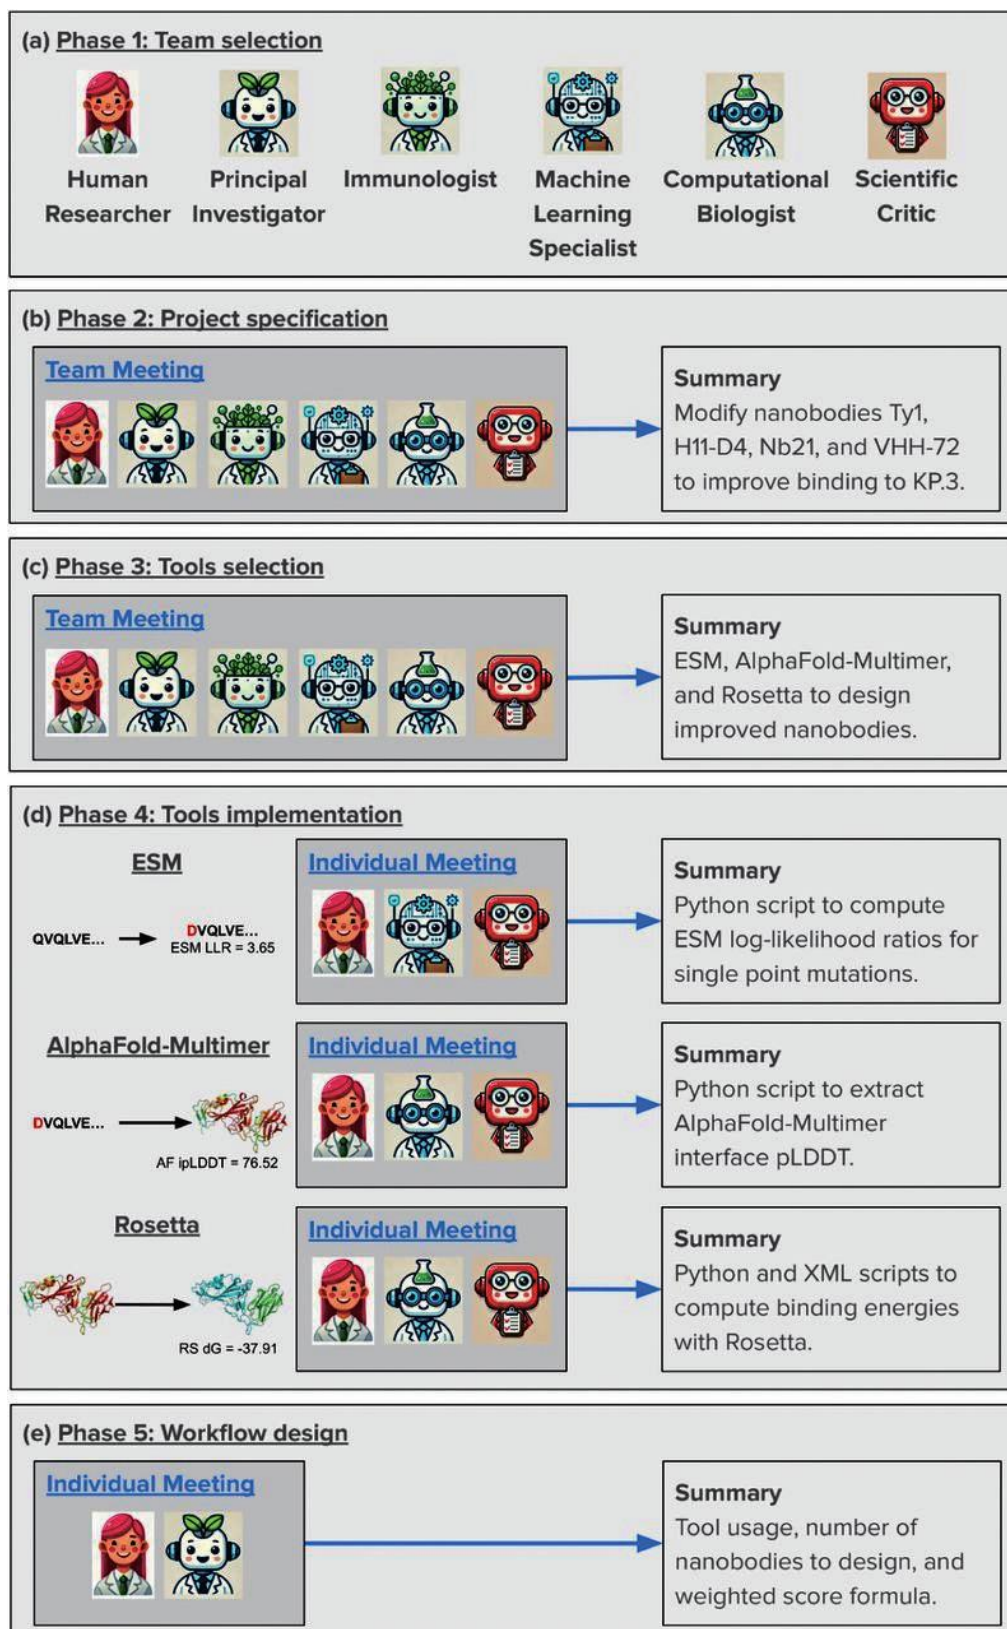 (a) Phase 1: Team selection
Human
Researcher
Principal
Investigator
Immunologist
Machine
Learning
Specialist
Computational
Biologist
Scientific
Critic
(b) Phase 2: Project specification
Team Meeting
Summary
Modify nanobodies Ty1,
H11-D4, Nb21, and VHH-72
to improve binding to KP.3.
(c) Phase 3: Tools selection
Team Meeting
Summary
ESM, AlphaFold-Multimer,
and Rosetta to design
improved nanobodies.
(d) Phase 4: Tools implementation
ESM
QVQLVE...
DVQLVE...
ESM LLR = 3.65
Individual Meeting
Summary
Python script to compute
ESM log-likelihood ratios for
single point mutations.
AlphaFold-Multimer
DVQLVE...
AF ipLDDT = 76.52
Individual Meeting
Summary
Python script to extract
AlphaFold-Multimer
interface pLDDT.
Rosetta
RS dG = -37.91
Individual Meeting
Summary
Python and XML scripts to
compute binding energies
with Rosetta.
(e) Phase 5: Workflow design
Individual Meeting
Summary
Tool usage, number of
nanobodies to design, and
weighted score formula.